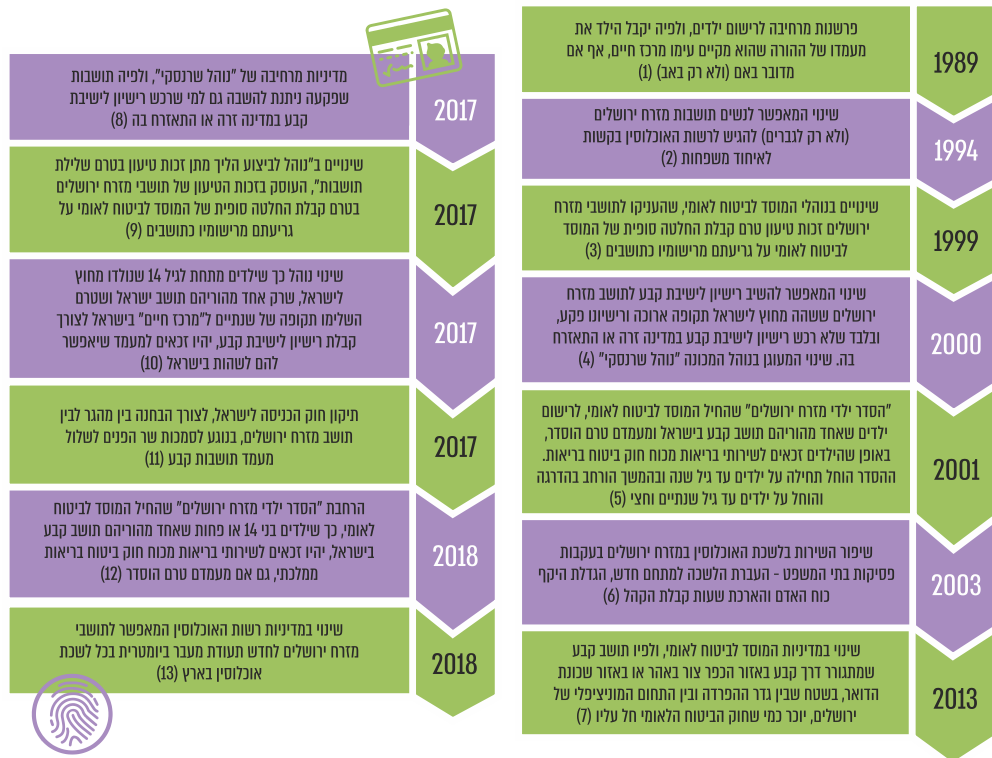 1989
פרשנות מרחיבה לרישום ילדים, ולפיה יקבל הילד את
מעמדו של ההורה שהוא מקיים עימו מרכז חיים, אף אם
מדובר באם (ולא רק באב) (1)
1994
שינוי המאפשר לנשים תושבות מזרח ירושלים
(ולא רק לגברים) להגיש לרשות האוכלוסין בקשות
לאיחוד משפחות (2)
1999
שינויים בנוהלי המוסד לביטוח לאומי, שהעניקו לתושבי מזרח
ירושלים זכות טיעון טרם קבלת החלטה סופית של המוסד
לביטוח לאומי על גריעתם מרישומיו כתושבים (3)
2000
שינוי המאפשר להשיב רישיון לישיבת קבע לתושב מזרח
ירושלים ששהה מחוץ לישראל תקופה ארוכה ורישיונו פקע,
ובלבד שלא רכש רישיון לישיבת קבע במדינה זרה או התאזרח
בה. שינוי המעוגן בנוהל המכונה "נוהל שרנסקי" (4)
2001
"הסדר ילדי מזרח ירושלים" שהחיל המוסד לביטוח לאומי, לרישום
ילדים שאחד מהוריהם תושב קבע בישראל ומעמדם טרם הוסדר,
באופן שהילדים זכאים לשירותי בריאות מכוח חוק ביטוח בריאות.
ההסדר הוחל תחילה על ילדים עד גיל שנה ובהמשך הורחב בהדרגה
והוחל על ילדים עד גיל שנתיים וחצי (5)
2003
שיפור השירות בלשכת האוכלוסין במזרח ירושלים בעקבות
פסיקות בתי המשפט - העברת הלשכה למתחם חדש, הגדלת היקף
כוח האדם והארכת שעות קבלת הקהל (6)
2013
שינוי במדיניות המוסד לביטוח לאומי, ולפיו תושב קבע
שמתגורר דרך קבע באזור הכפר צור באהר או באזור שכונת
הדואר, בשטח שבין גדר ההפרדה ובין התחום המוניציפלי של
ירושלים, יוכר כמי שחוק הביטוח הלאומי חל עליו (7)
2017
מדיניות מרחיבה של "נוהל שרנסקי", ולפיה תושבות
שפקעה ניתנת להשבה גם למי שרכש רישיון לישיבת
קבע במדינה זרה או התאזרח בה (8)
2017
שינויים ב"נוהל לביצוע הליך מתן זכות טיעון בטרם שלילת
תושבות", העוסק בזכות הטיעון של תושבי מזרח ירושלים
בטרם קבלת החלטה סופית של המוסד לביטוח לאומי על
גריעתם מרישומיו כתושבים (9)
2017
שינוי נוהל כך שילדים מתחת לגיל 14 שנולדו מחוץ
לישראל, שרק אחד מהוריהם תושב ישראל ושטרם
השלימו תקופה של שנתיים ל"מרכז חיים" בישראל לצורך
קבלת רישיון לישיבת קבע, יהיו זכאים למעמד שיאפשר
להם לשהות בישראל (10)
2017
תיקון חוק הכניסה לישראל, לצורך הבחנה בין מהגר לבין
תושב מזרח ירושלים, בנוגע לסמכות שר הפנים לשלול
מעמד תושבות קבע (11)
2018
הרחבת "הסדר ילדי מזרח ירושלים" שהחיל המוסד לביטוח
לאומי, כך שילדים בני 14 או פחות שאחד מהוריהם תושב קבע
בישראל, יהיו זכאים לשירותי בריאות מכוח חוק ביטוח בריאות
ממלכתי, גם אם מעמדם טרם הוסדר (12)
2018
שינוי במדיניות רשות האוכלוסין המאפשר לתושבי
מזרח ירושלים לחדש תעודת מעבר ביומטרית בכל לשכת
אוכלוסין בארץ (13)